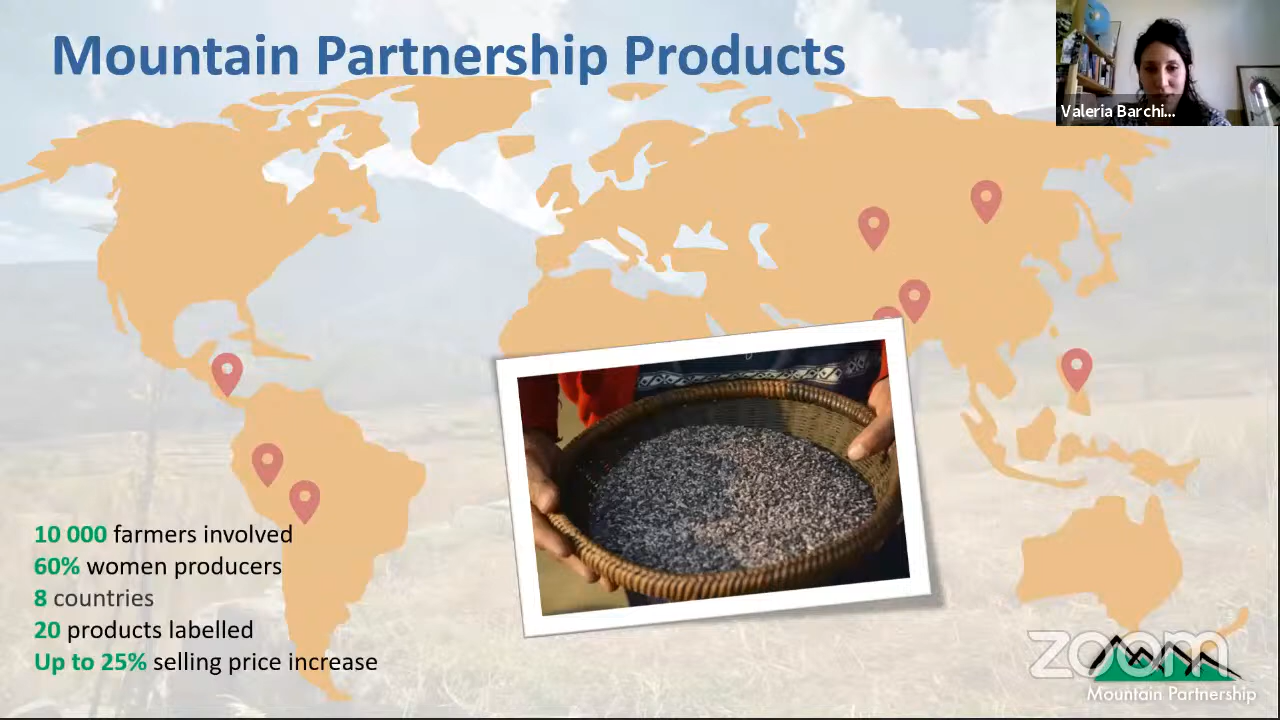 Mountain Partnership Products
Valeria Barchi...
10 000 farmers involved
60% women producers
8 countries
20 products labelled
Up to 25% selling price increase
zoom
Mountain Partnership